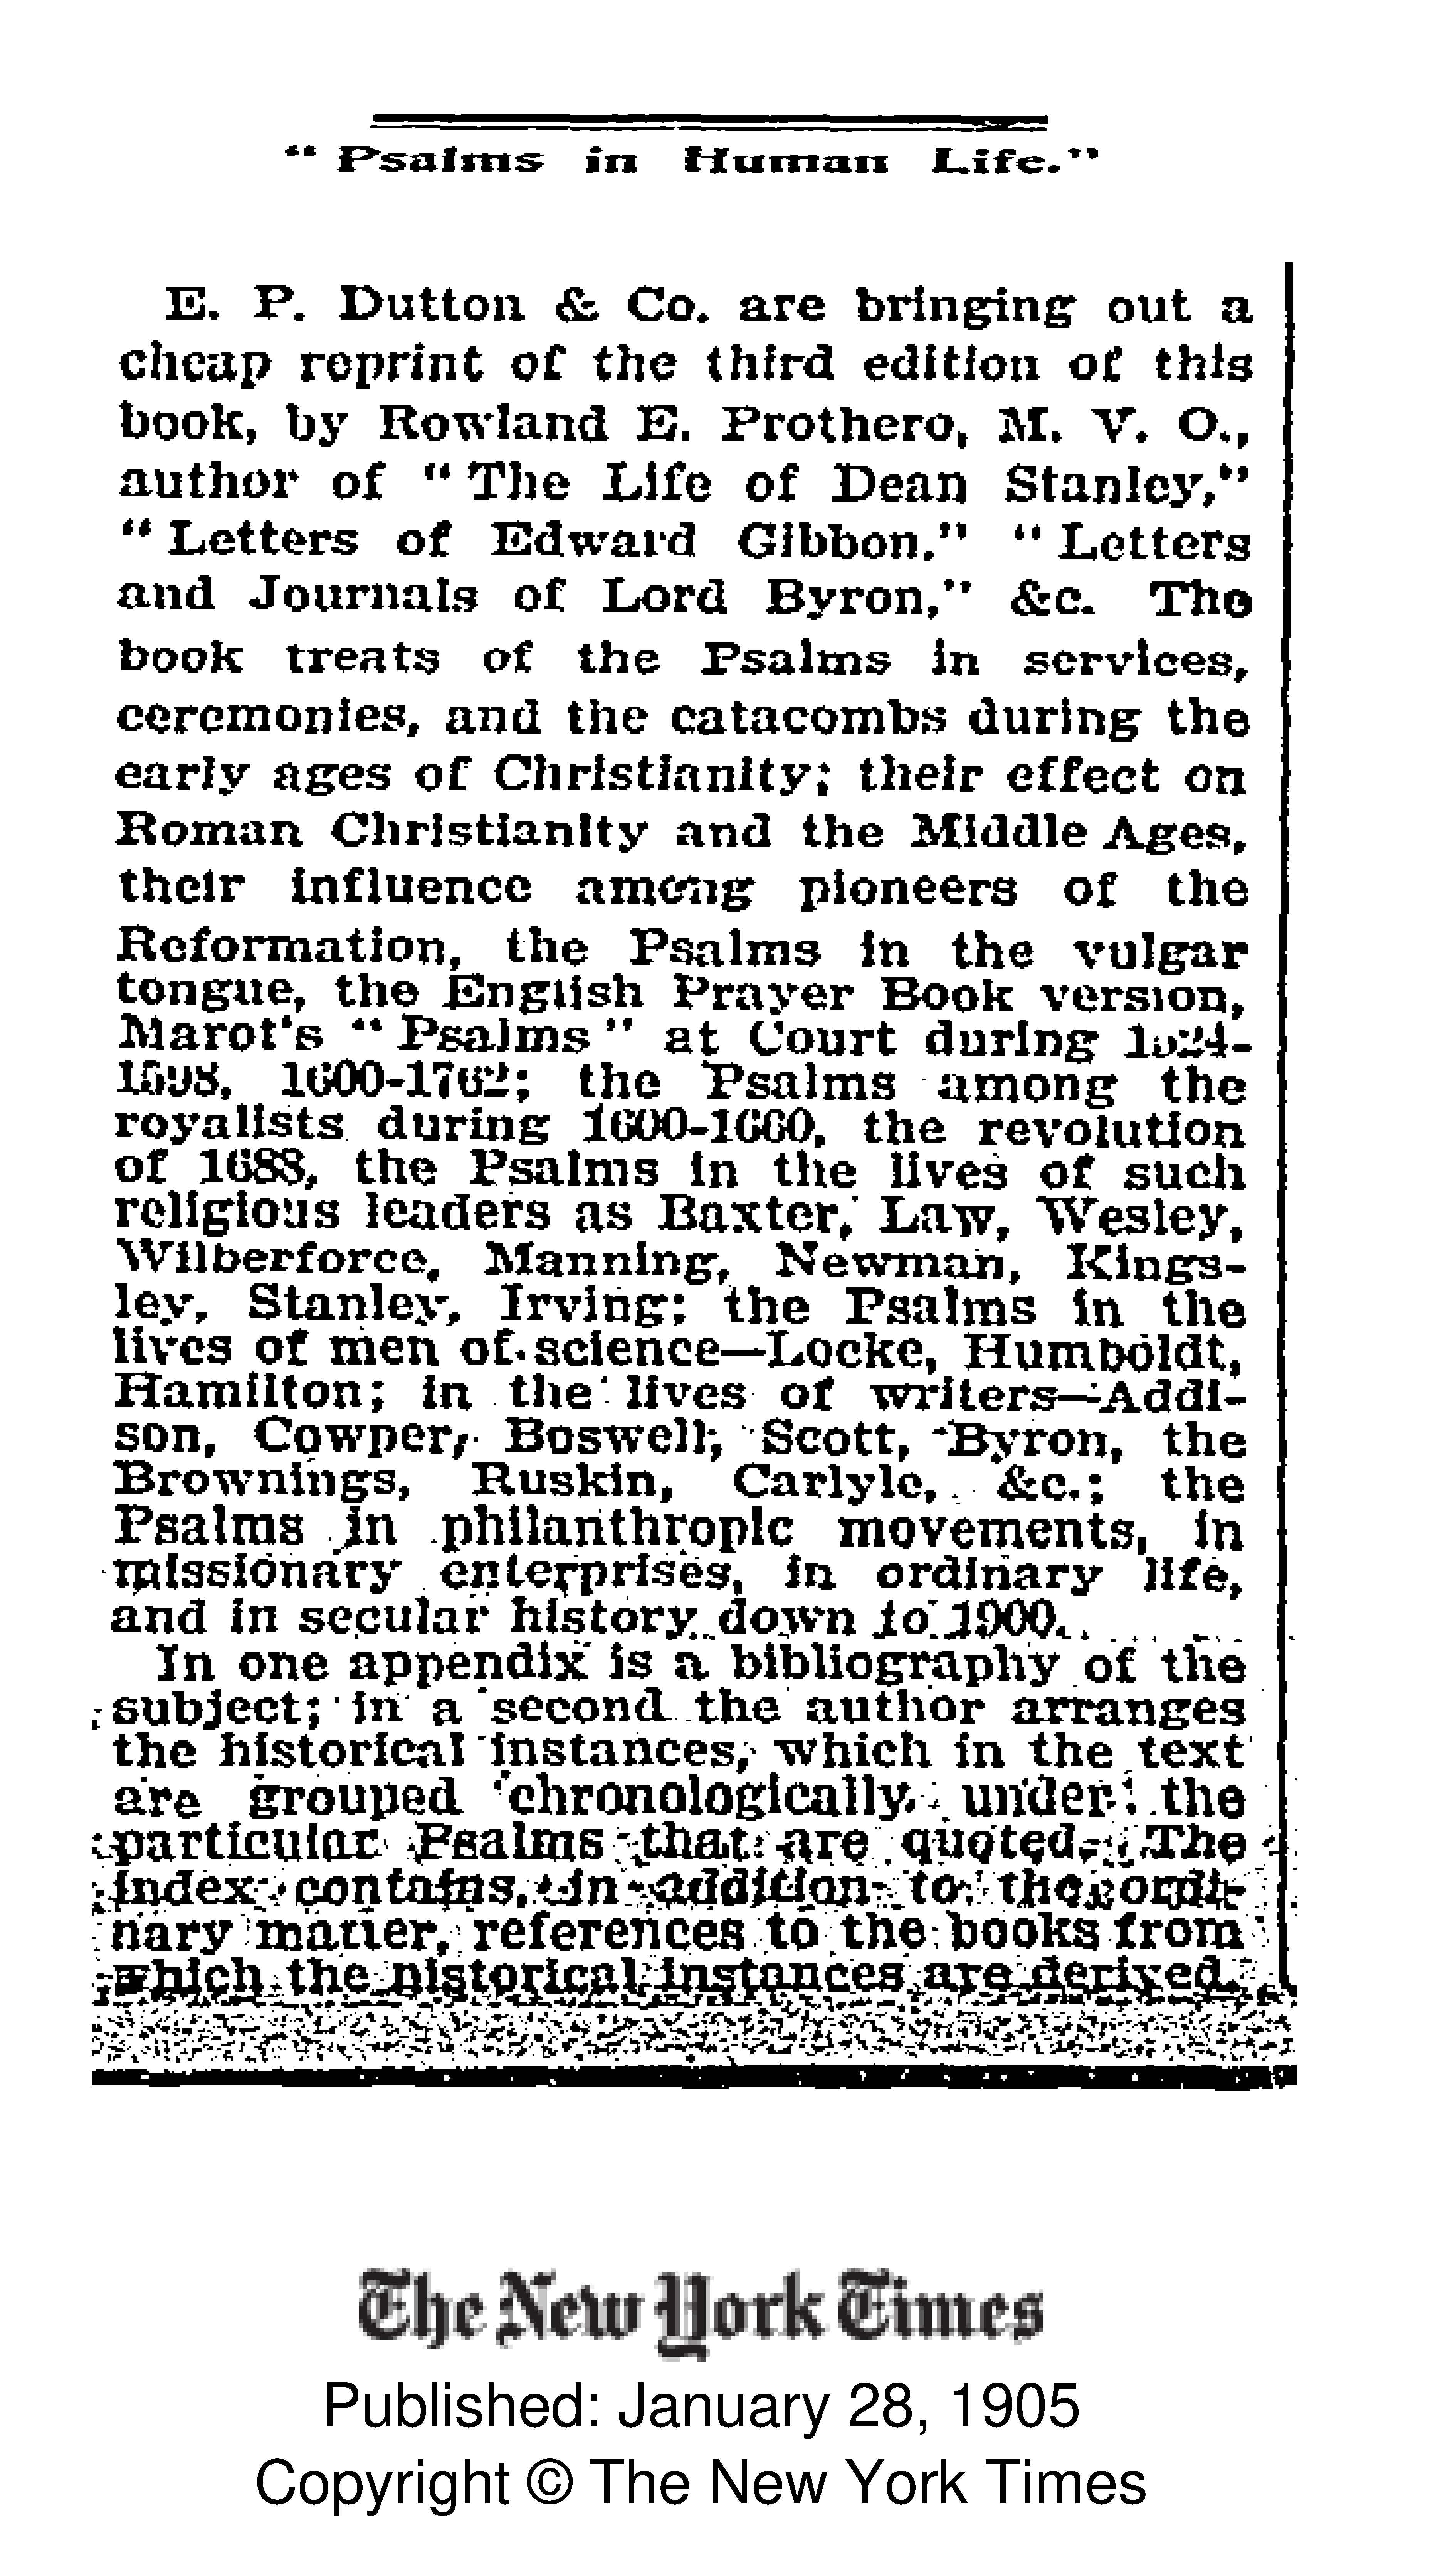 “ Psalms in Human Life.”
E. P. Dutton & Co. are bringing out a
cheap reprint of the third edition of this
book, by Rowland E. Prothero, M. V. O.,
author of “ The Life of Dean Stanley,”
“ Letters of Edward Gibbon,” “ Letters
and Journals of Lord Byron,” &c. The
book treats of the Psalms in services,
ceremonies, and the catacombs during the
early ages of Christianity; their effect on
Roman Christianity and the Middle Ages,
their influence among pioneers of the
Reformation, the Psalms in the vulgar
tongue, the English Prayer Book version,
Marot's “ Psalms ” at Court during 1524-
1598, 1600-1762; the Psalms among the
royalists during 1600-1660, the revolution
of 1688, the Psalms in the lives of such
religious leaders as Baxter, Law, Wesley,
Wilberforce, Manning, Newman, Kings-
ley, Stanley, Irving; the Psalms in the
lives of men of science—Locke, Humboldt,
Hamilton; in the lives of writers—Addi-
son, Cowper, Boswell, Scott, Byron, the
Brownings, Ruskin, Carlyle, &c.; the
Psalms in philanthropic movements, in
missionary enterprises, in ordinary life,
and in secular history down to 1900.
In one appendix is a bibliography of the
subject; in a second the author arranges
the historical instances, which in the text
are grouped chronologically, under the
particular Psalms that are quoted. The
index contains, in addition to the ordi-
nary matter, references to the books from
which the historical instances are derived.
The New York Times
Published: January 28, 1905
Copyright © The New York Times